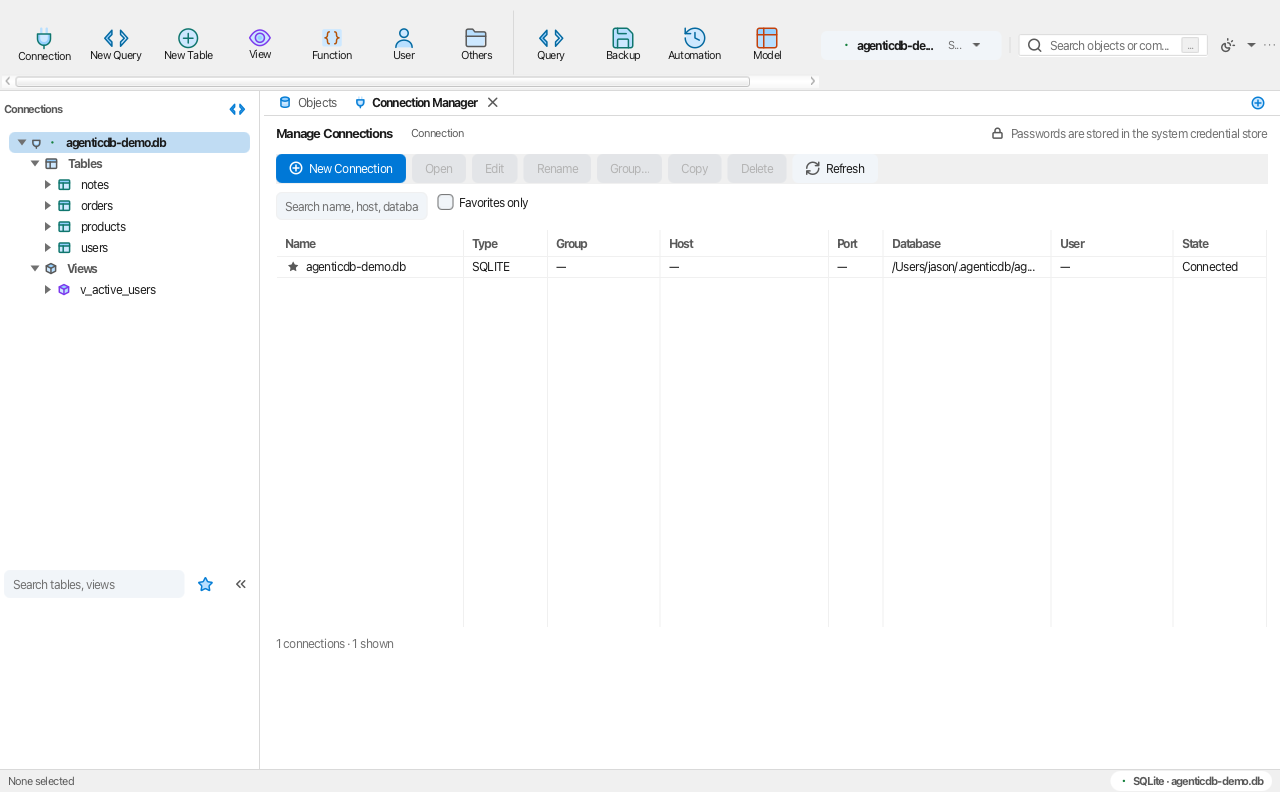 Connection
New Query
New Table
View
Function
User
Others
Query
Backup
Automation
Model
agenticdb-de...
S...
Search objects or com...
...
Connections
Objects
Connection Manager
agenticdb-demo.db
Tables
notes
orders
products
users
Views
v_active_users
Search tables, views
Manage Connections
Connection
Passwords are stored in the system credential store
New Connection
Open
Edit
Rename
Group...
Copy
Delete
Refresh
Search name, host, databa
Favorites only
Name Type Group Host Port Database User State
agenticdb-demo.db SQLITE — — — /Users/jason/.agenticdb/ag... — Connected
1 connections · 1 shown
None selected
SQLite · agenticdb-demo.db